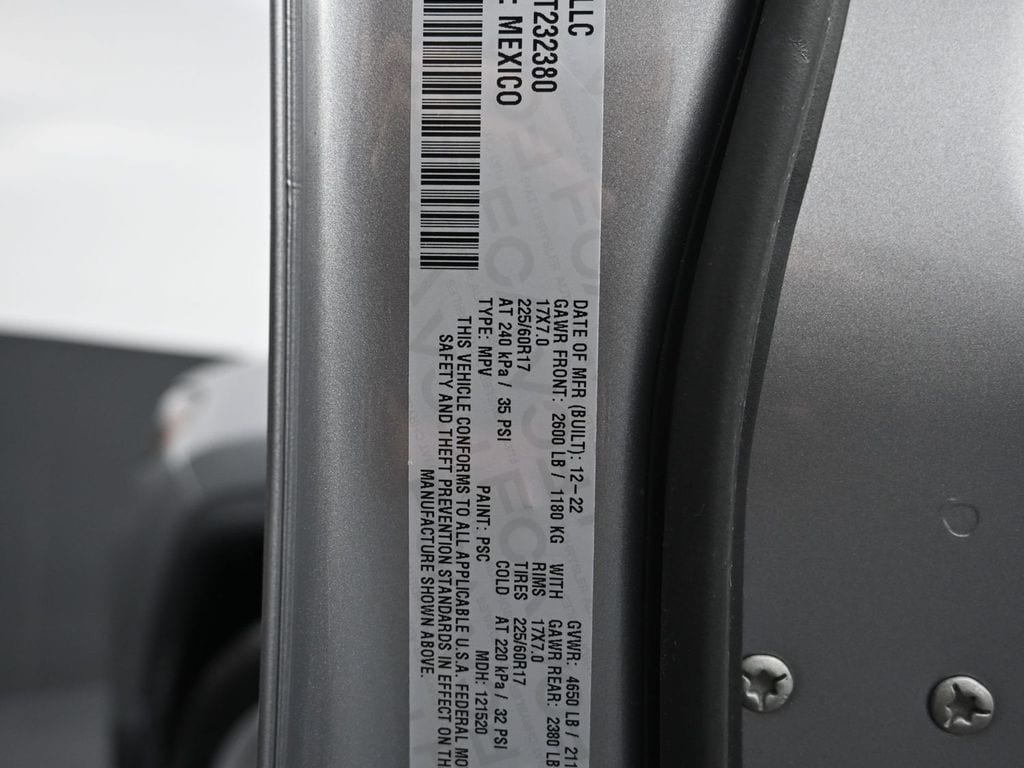 LLC
T232380
: MEXICO
DATE OF MFR (BUILT): 12-22 GVWR: 4650 LB / 211
GAWR FRONT: 2600 LB / 1180 KG WITH GAWR REAR: 2380 LB
17X7.0 RIMS 17X7.0
225/60R17 TIRES 225/60R17
AT 240 kPa / 35 PSI COLD AT 220 kPa / 32 PSI
TYPE: MPV PAINT: PSC MDH: 121520
THIS VEHICLE CONFORMS TO ALL APPLICABLE U.S.A. FEDERAL MO
SAFETY AND THEFT PREVENTION STANDARDS IN EFFECT ON TH
MANUFACTURE SHOWN ABOVE.